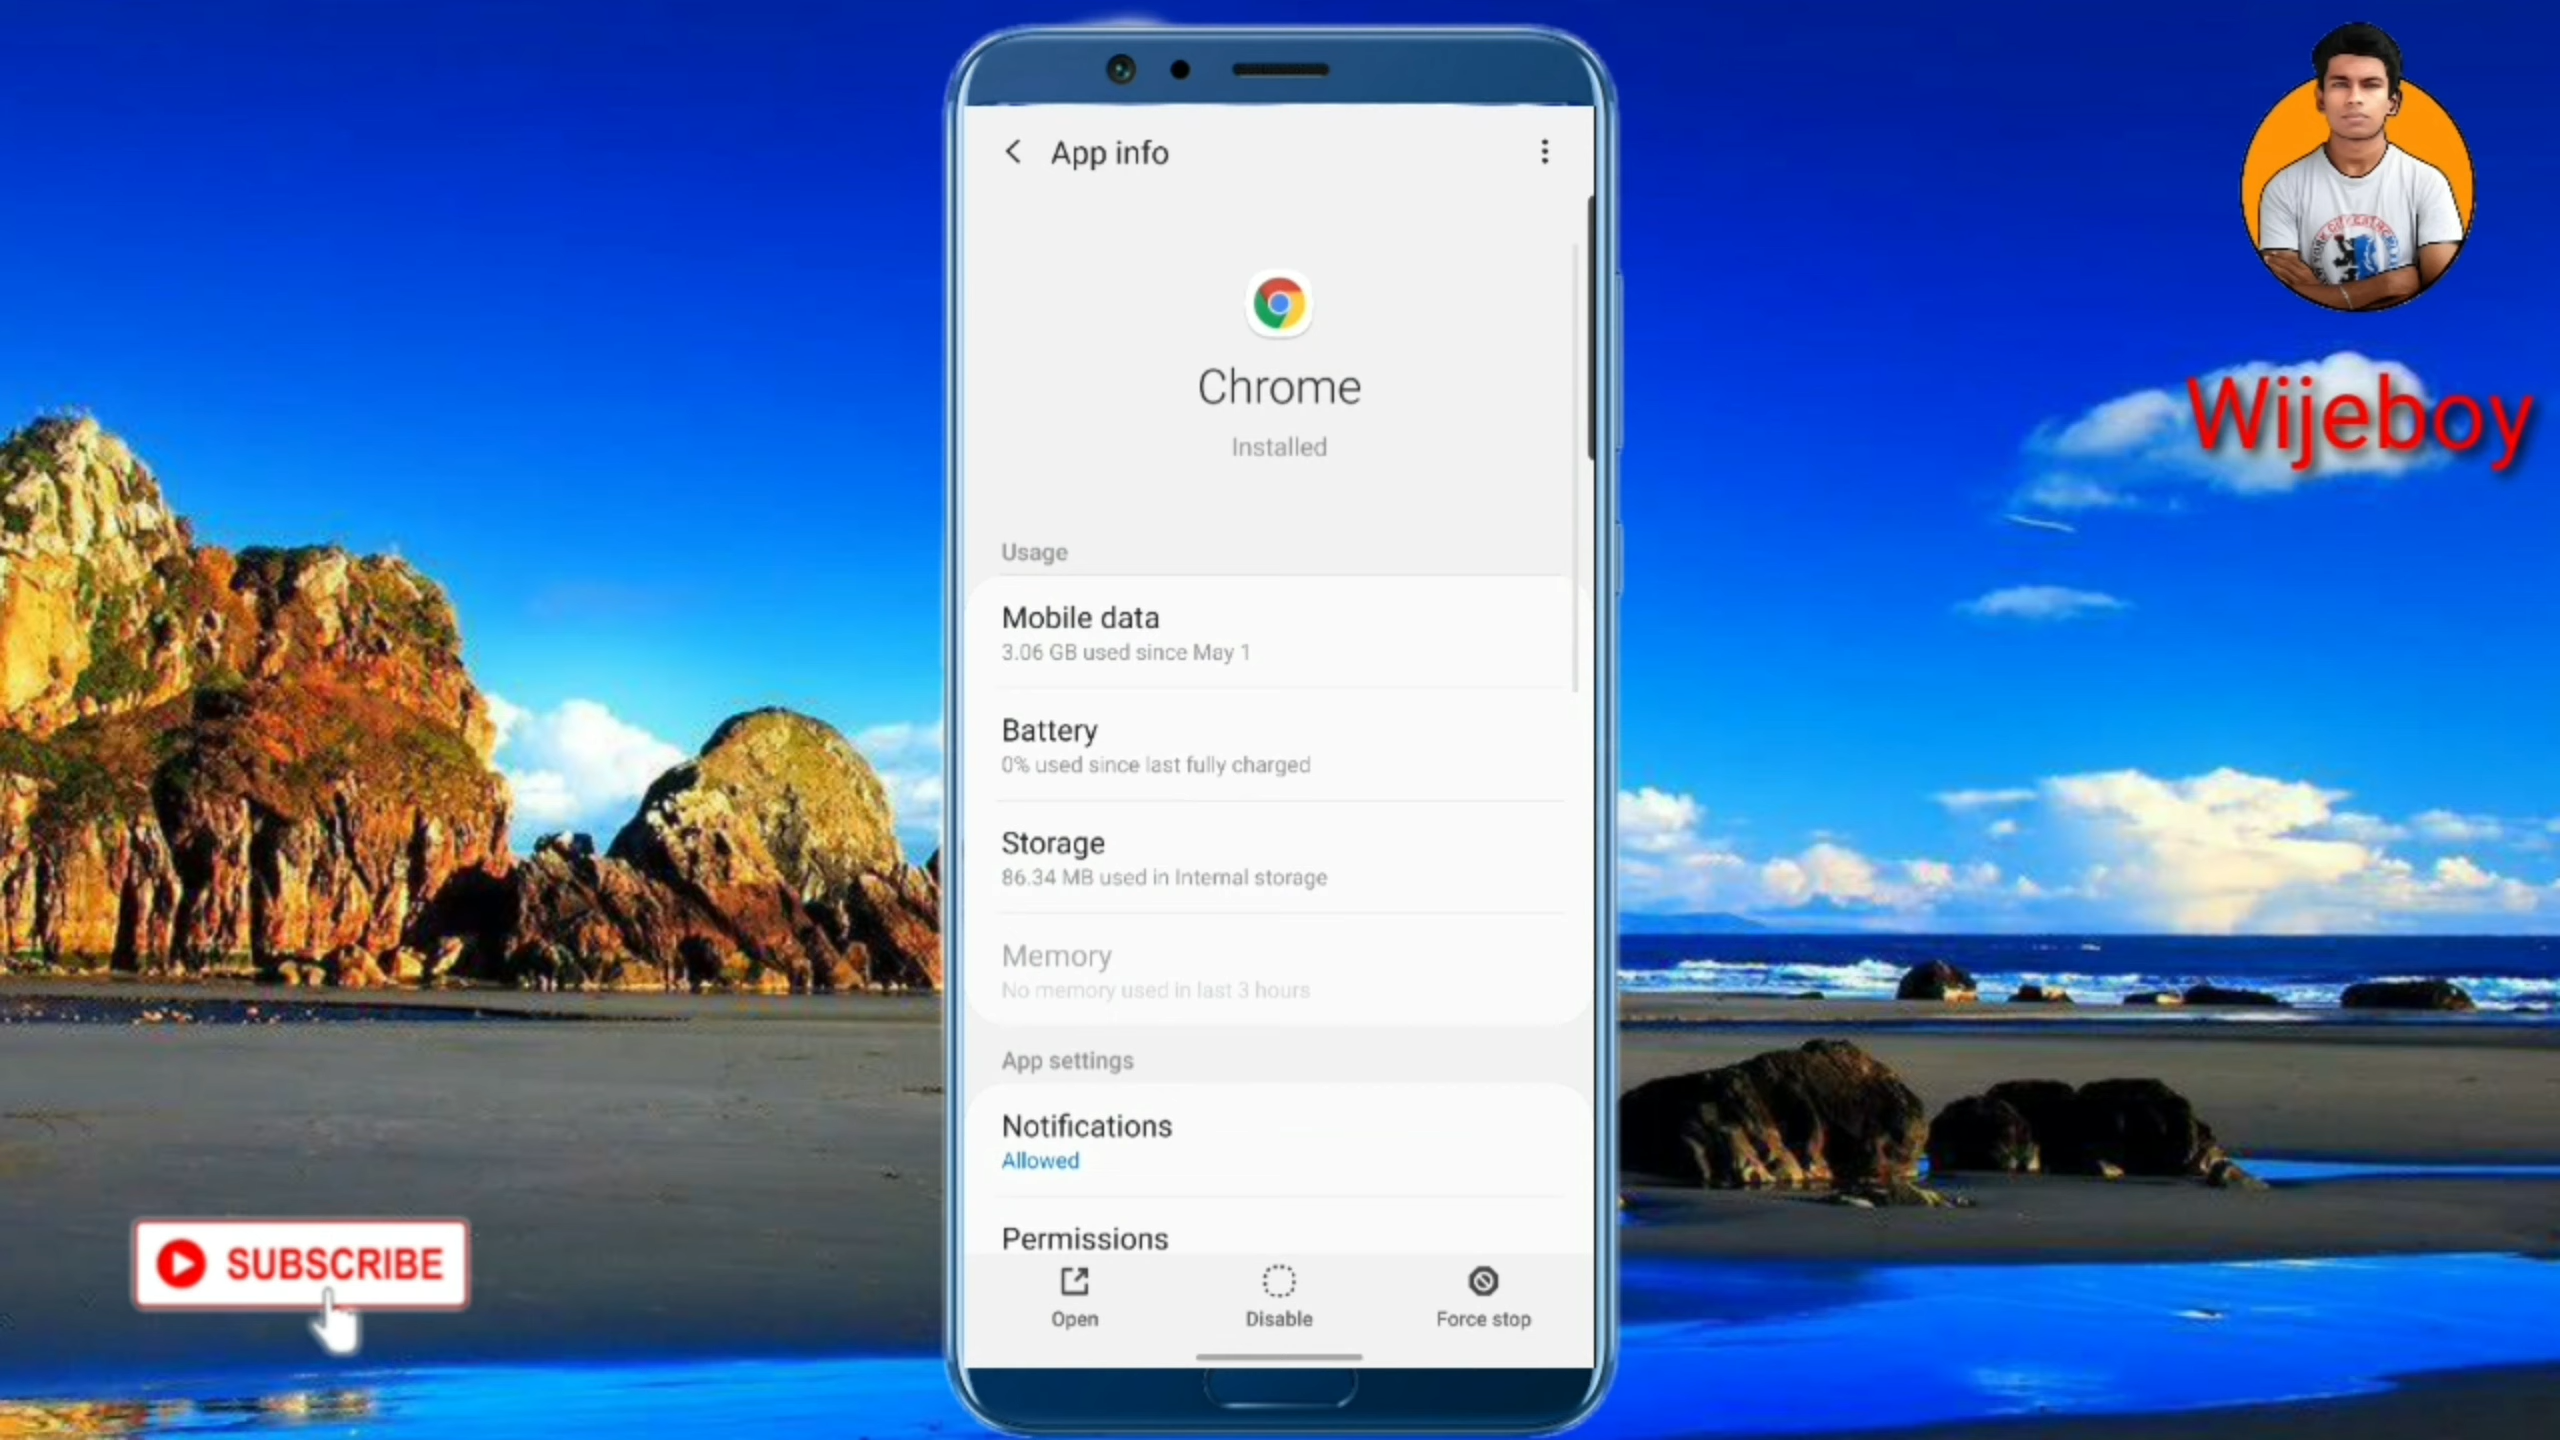 App info
Chrome
Installed
Usage
Mobile data
3.06 GB used since May 1
Battery
0% used since last fully charged
Storage
86.34 MB used in Internal storage
Memory
No memory used in last 3 hours
App settings
Notifications
Allowed
Permissions
Open
Disable
Force stop
Wijeboy
SUBSCRIBE